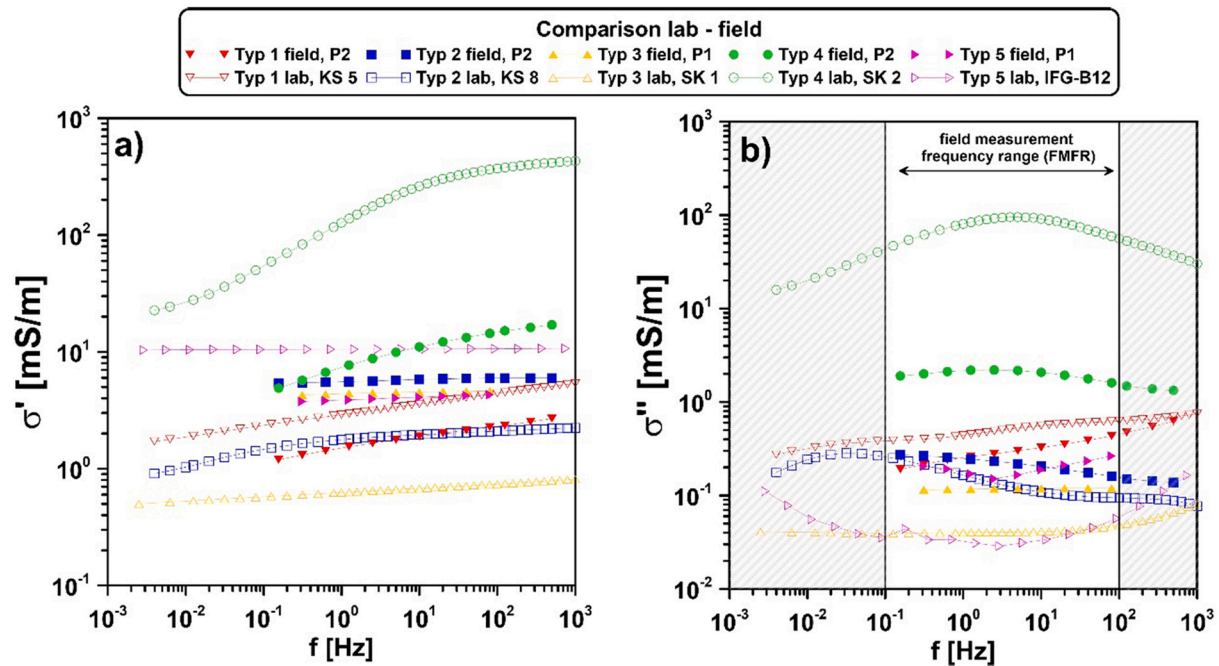 Comparison lab - field
Typ 1 field, P2 Typ 2 field, P2 Typ 3 field, P1 Typ 4 field, P2 Typ 5 field, P1
Typ 1 lab, KS 5 Typ 2 lab, KS 8 Typ 3 lab, SK 1 Typ 4 lab, SK 2 Typ 5 lab, IFG-B12
a)
σ' [mS/m]
10³
10²
10¹
10⁰
10⁻¹
10⁻³ 10⁻² 10⁻¹ 10⁰ 10¹ 10² 10³
f [Hz]
b)
field measurement
frequency range (FMFR)
σ'' [mS/m]
10³
10²
10¹
10⁰
10⁻¹
10⁻²
10⁻³ 10⁻² 10⁻¹ 10⁰ 10¹ 10² 10³
f [Hz]